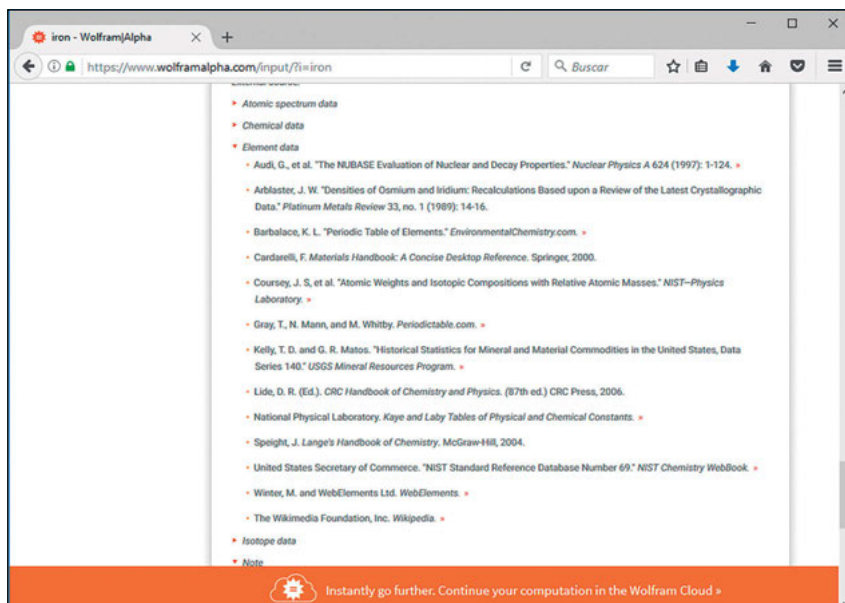 iron - Wolfram|Alpha
https://www.wolframalpha.com/input/?i=iron
Buscar
External source
Atomic spectrum data
Chemical data
Element data
Audi, G., et al. "The NUBASE Evaluation of Nuclear and Decay Properties." Nuclear Physics A 624 (1997): 1-124. »
Arblaster, J. W. "Densities of Osmium and Iridium: Recalculations Based upon a Review of the Latest Crystallographic
Data." Platinum Metals Review 33, no. 1 (1989): 14-16.
Barbalace, K. L. "Periodic Table of Elements." EnvironmentalChemistry.com. »
Cardarelli, F. Materials Handbook: A Concise Desktop Reference. Springer, 2000.
Coursey, J. S, et al. "Atomic Weights and Isotopic Compositions with Relative Atomic Masses." NIST—Physics
Laboratory. »
Gray, T., N. Mann, and M. Whitby. Periodictable.com. »
Kelly, T. D. and G. R. Matos. "Historical Statistics for Mineral and Material Commodities in the United States, Data
Series 140." USGS Mineral Resources Program. »
Lide, D. R. (Ed.). CRC Handbook of Chemistry and Physics. (87th ed.) CRC Press, 2006.
National Physical Laboratory. Kaye and Laby Tables of Physical and Chemical Constants. »
Speight, J. Lange's Handbook of Chemistry. McGraw-Hill, 2004.
United States Secretary of Commerce. "NIST Standard Reference Database Number 69." NIST Chemistry WebBook. »
Winter, M. and WebElements Ltd. WebElements. »
The Wikimedia Foundation, Inc. Wikipedia. »
Isotope data
Note
Instantly go further. Continue your computation in the Wolfram Cloud »